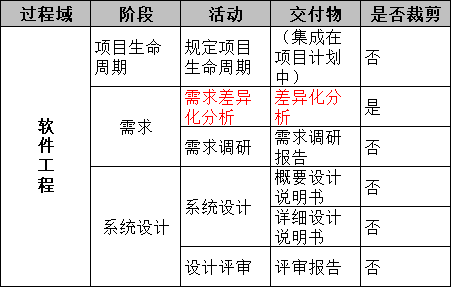 过程域 阶段 活动 交付物 是否裁剪
软件工程
项目生命
周期
规定项目
生命周期
（集成在
项目计划
中）
否
需求
需求差异
化分析
差异化分
析
是
需求调研
需求调研
报告
否
系统设计
系统设计
概要设计
说明书
否
详细设计
说明书
否
设计评审
评审报告
否